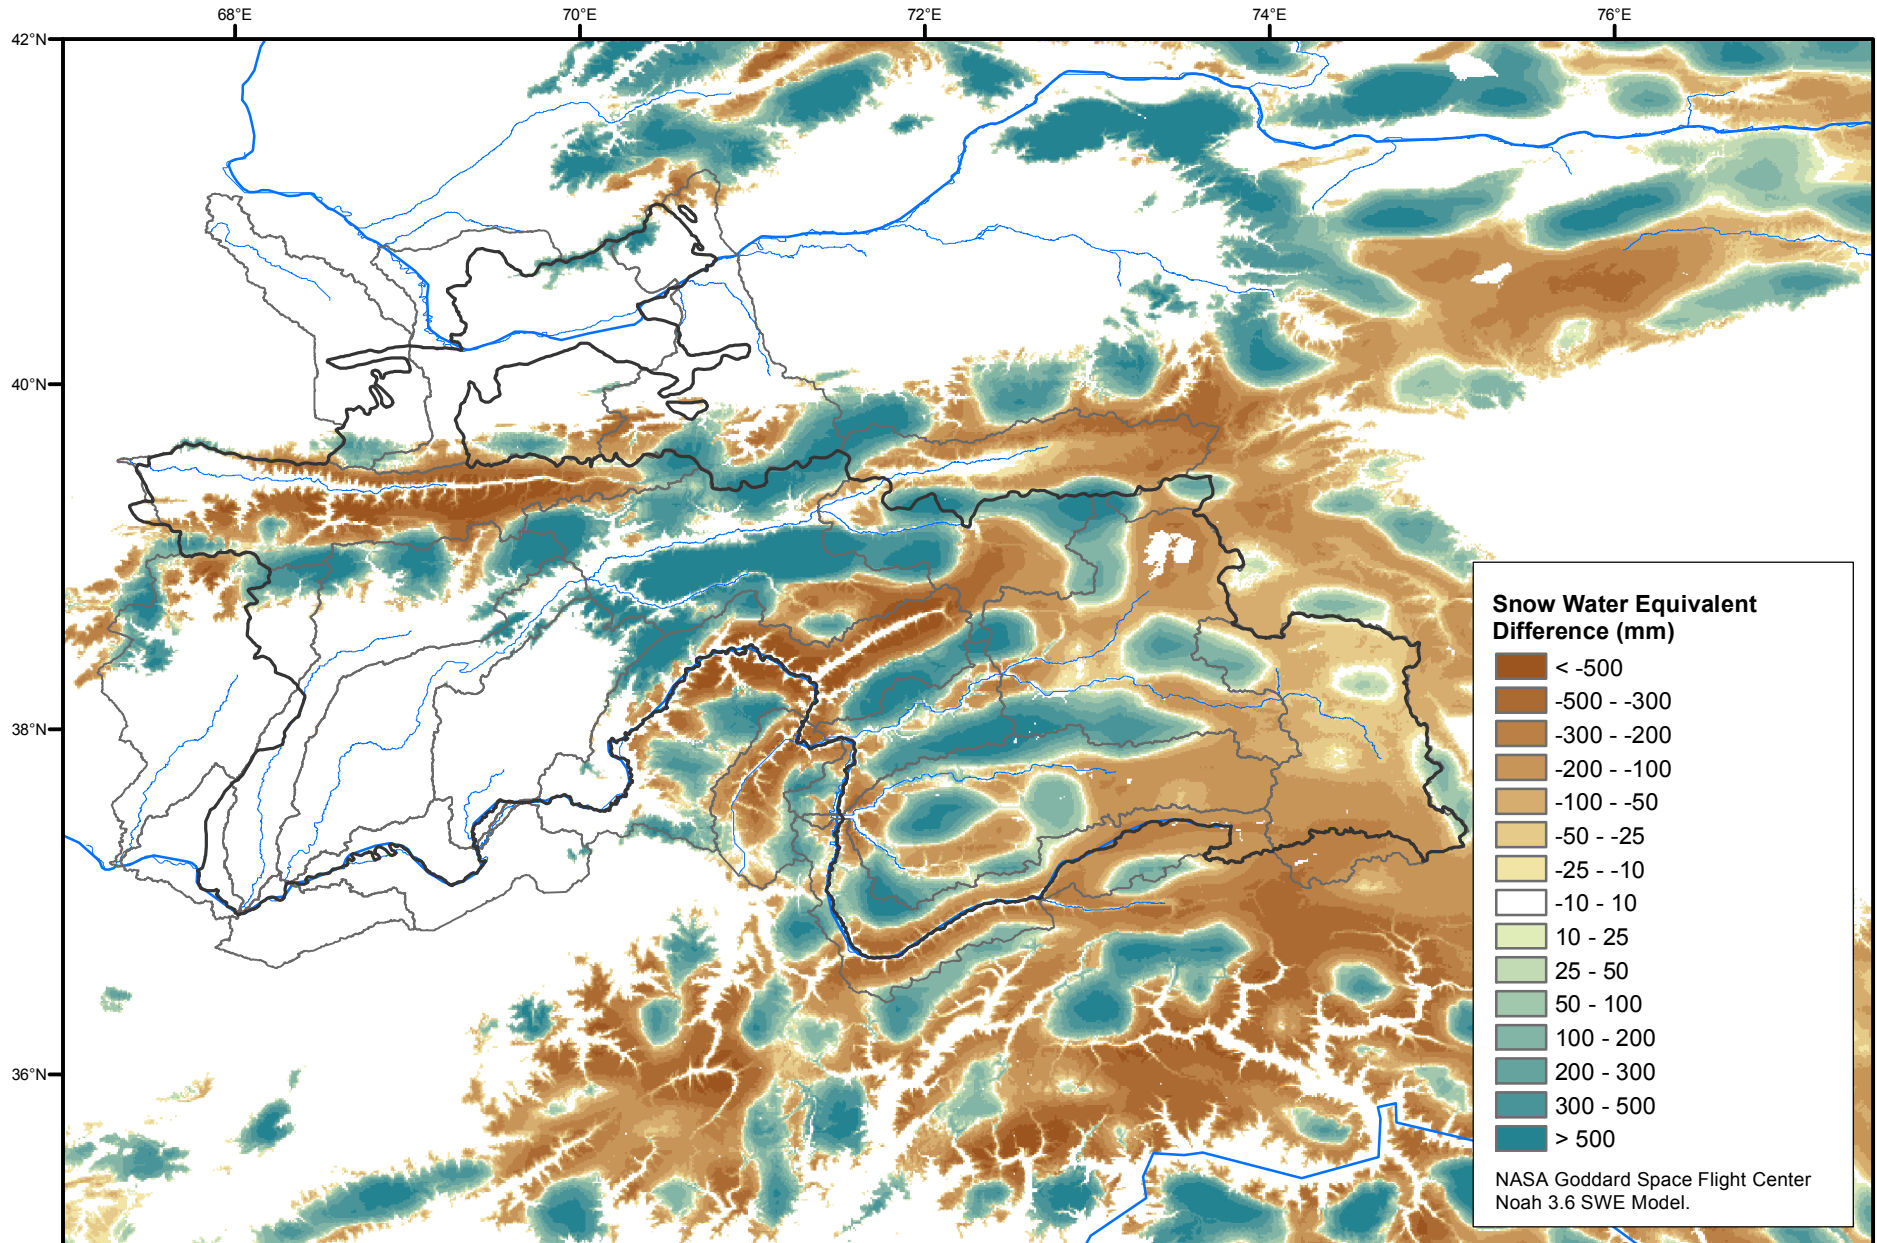 68°E 70°E 72°E 74°E 76°E
42°N
40°N
38°N
36°N
Snow Water Equivalent
Difference (mm)
< -500
-500 - -300
-300 - -200
-200 - -100
-100 - -50
-50 - -25
-25 - -10
-10 - 10
10 - 25
25 - 50
50 - 100
100 - 200
200 - 300
300 - 500
> 500
NASA Goddard Space Flight Center
Noah 3.6 SWE Model.